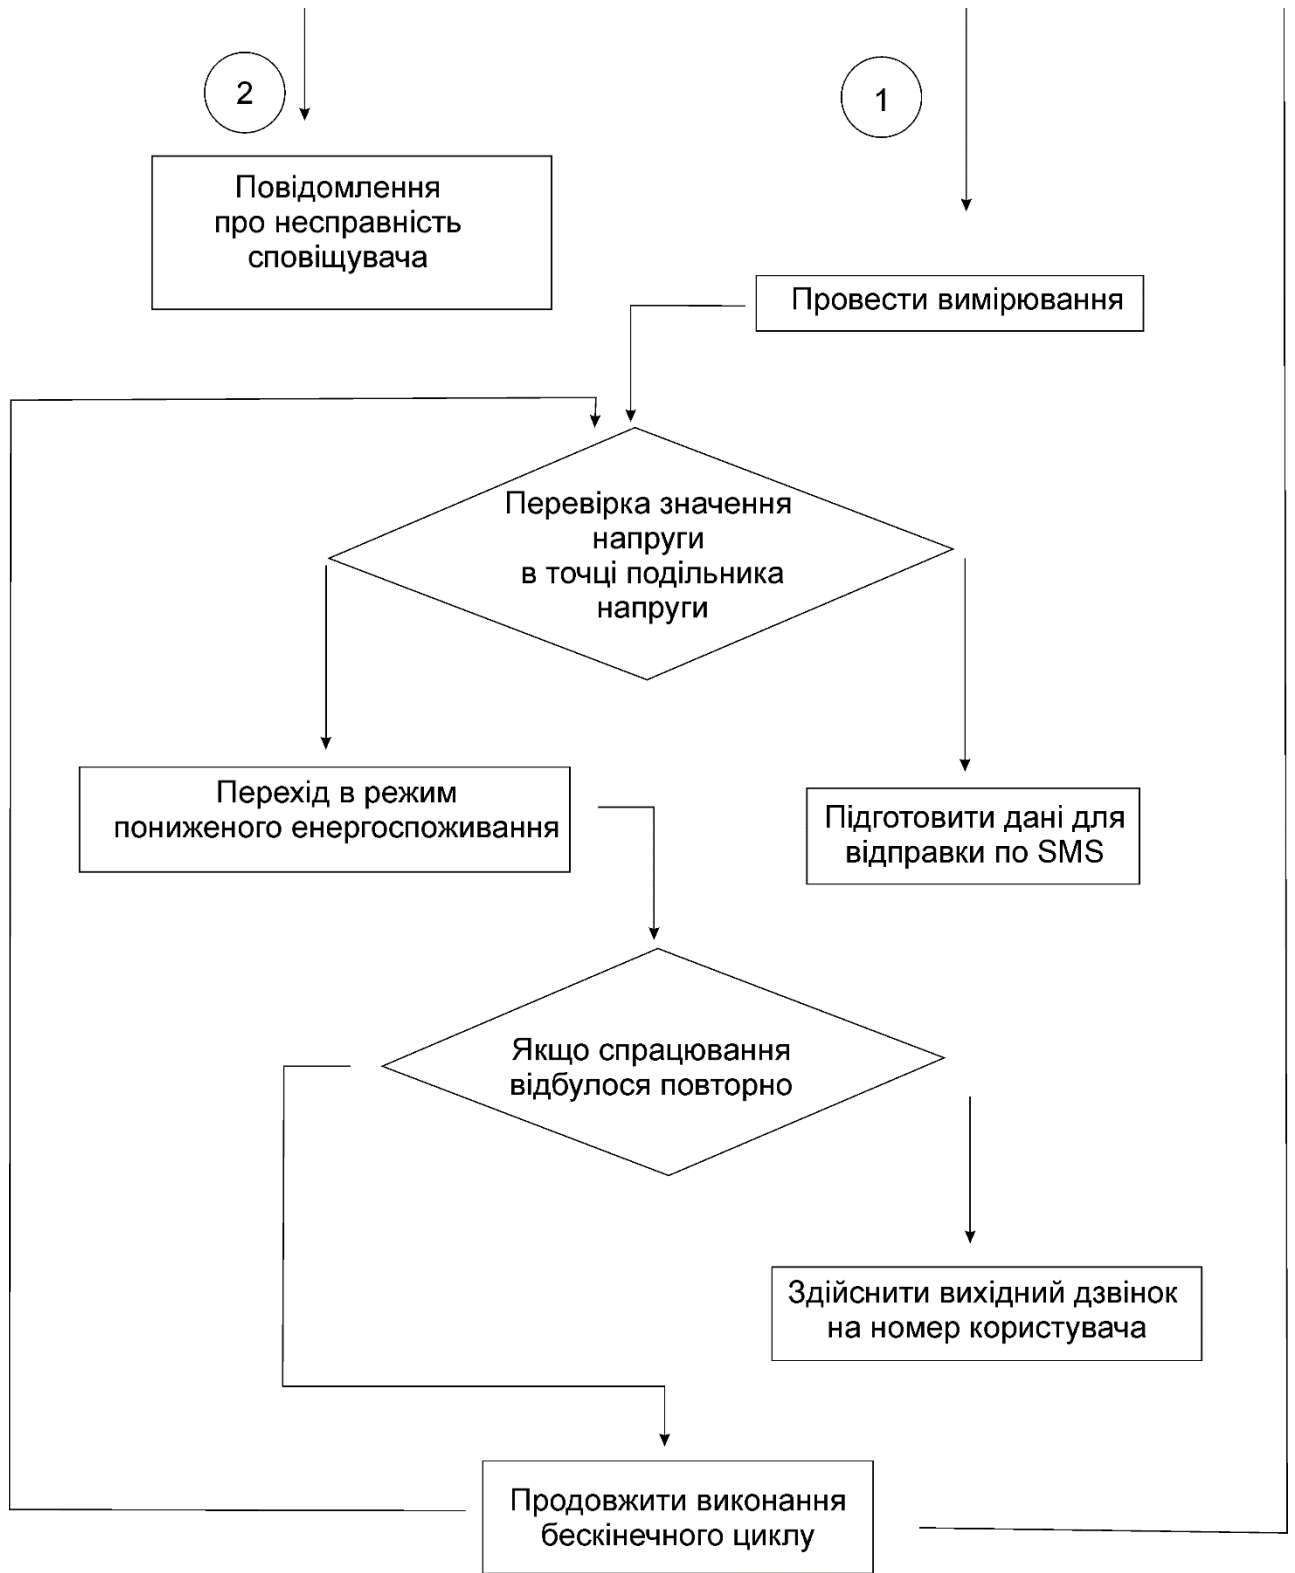 2
1
Повідомлення
про несправність
сповіщувача
Провести вимірювання
Перевірка значення
напруги
в точці подільника
напруги
Перехід в режим
пониженого енергоспоживання
Підготовити дані для
відправки по SMS
Якщо спрацювання
відбулося повторно
Здійснити вихідний дзвінок
на номер користувача
Продовжити виконання
бескінечного циклу